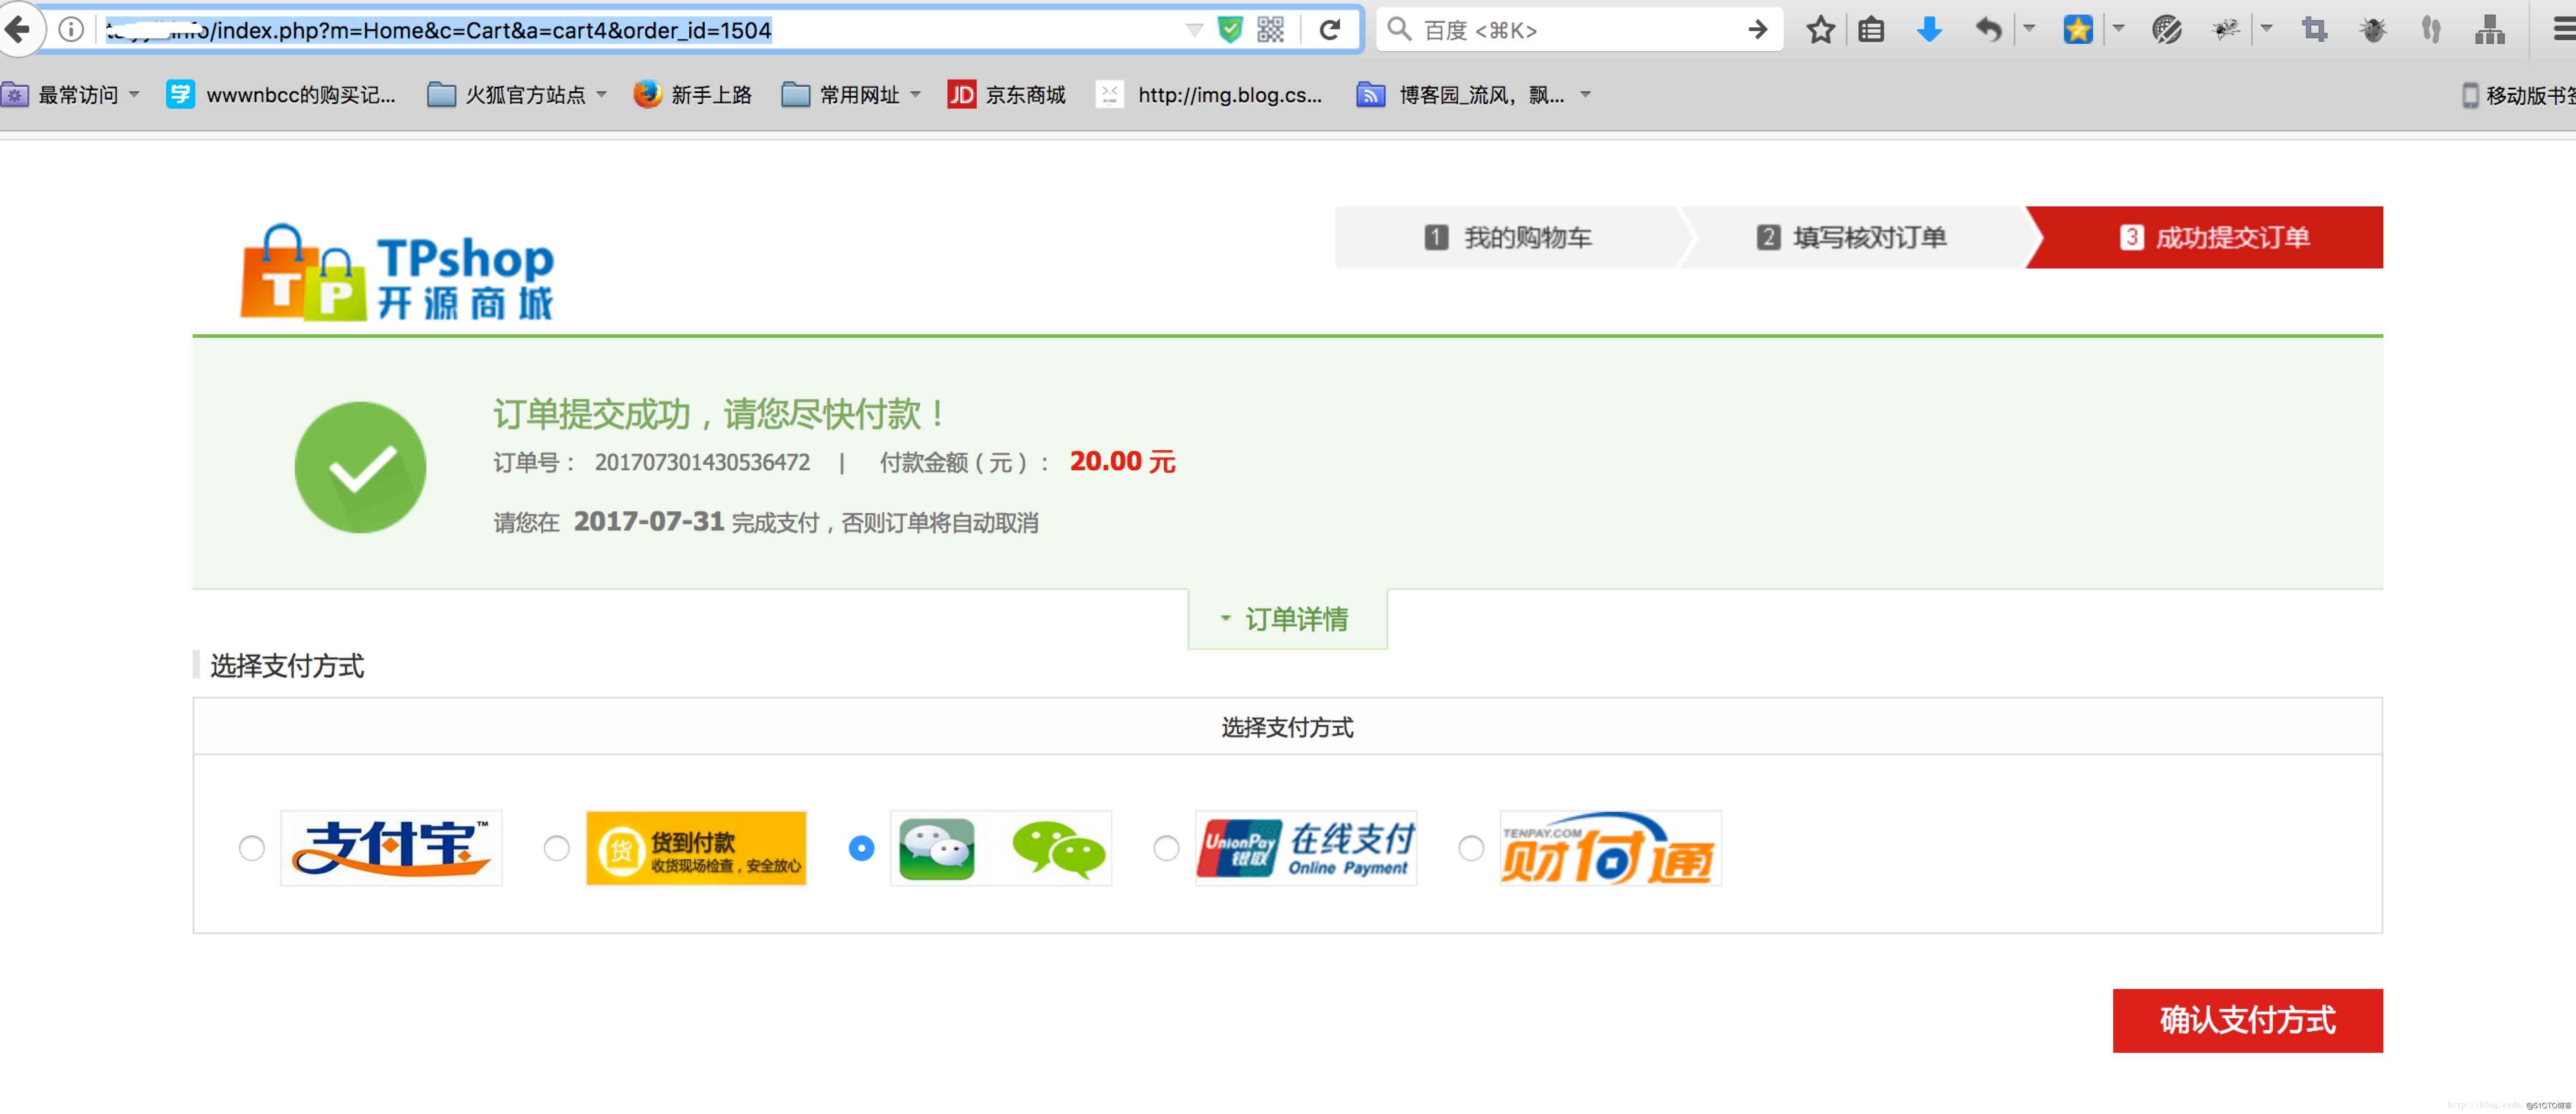 /index.php?m=Home&c=Cart&a=cart4&order_id=1504
百度 <⌘K>
最常访问
wwwnbcc的购买记...
火狐官方站点
新手上路
常用网址
JD 京东商城
http://img.blog.cs...
博客园_流风，飘...
移动版书签
TP TPshop
开源商城
1 我的购物车
2 填写核对订单
3 成功提交订单
订单提交成功，请您尽快付款！
订单号： 201707301430536472 | 付款金额（元）： 20.00 元
请您在 2017-07-31 完成支付，否则订单将自动取消
订单详情
选择支付方式
选择支付方式
支付宝™
货 货到付款
收货现场检查，安全放心
UnionPay 银联 在线支付
Online Payment
TENPAY.COM
财付通
确认支付方式
@51CTO博客